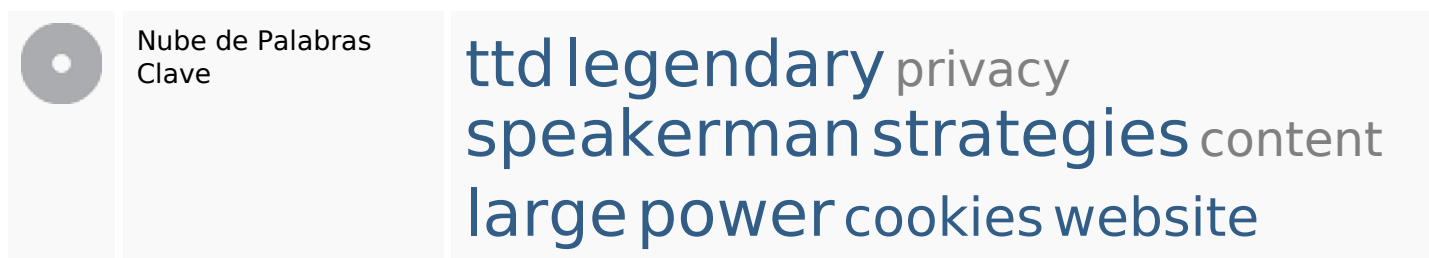 Nube de Palabras
Clave
ttd legendary privacy
speakerman strategies content
large power cookies website